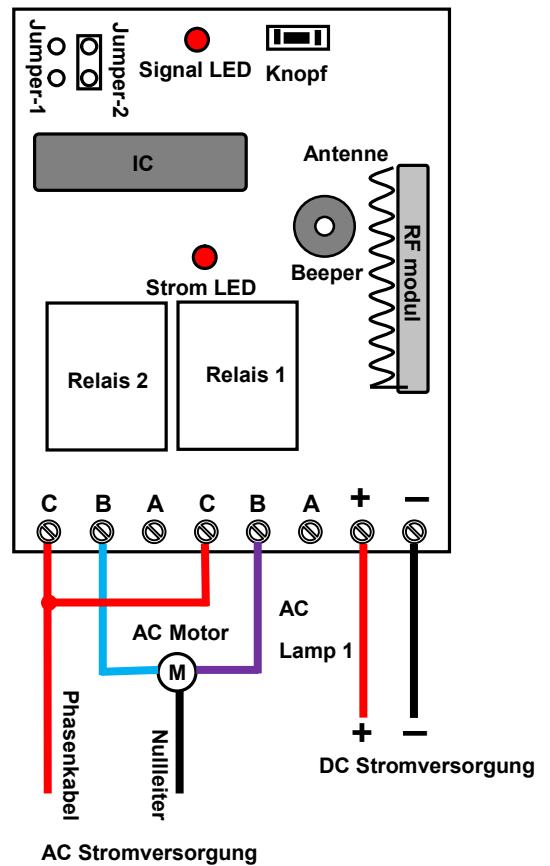 Jumper-1
Jumper-2
Signal LED
Knopf
IC
Antenne
RF modul
Beeper
Strom LED
Relais 2
Relais 1
C B A C B A + −
AC Motor
AC
Lamp 1
M
Phasenkabel
Nullleiter
+ −
DC Stromversorgung
AC Stromversorgung